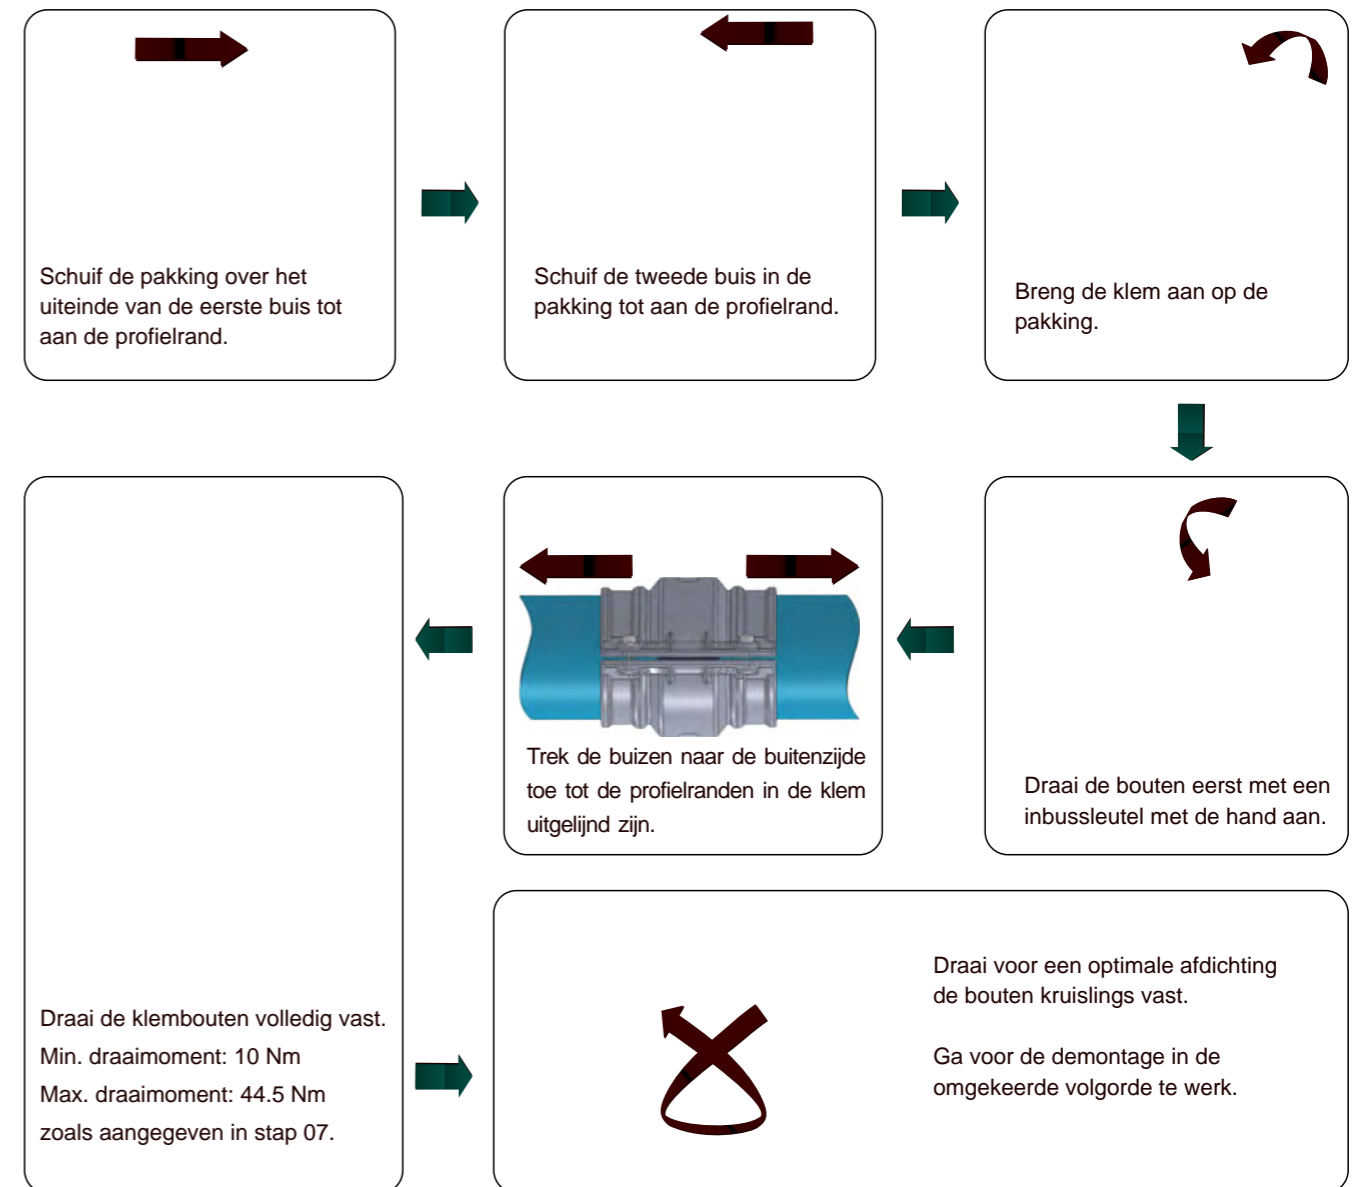 Schuif de pakking over het
uiteinde van de eerste buis tot
aan de profielrand.
Schuif de tweede buis in de
pakking tot aan de profielrand.
Breng de klem aan op de
pakking.
Draai de bouten eerst met een
inbussleutel met de hand aan.
Trek de buizen naar de buitenzijde
toe tot de profielranden in de klem
uitgelijnd zijn.
Draai de klembouten volledig vast.
Min. draaimoment: 10 Nm
Max. draaimoment: 44.5 Nm
zoals aangegeven in stap 07.
Draai voor een optimale afdichting
de bouten kruislings vast.
Ga voor de demontage in de
omgekeerde volgorde te werk.